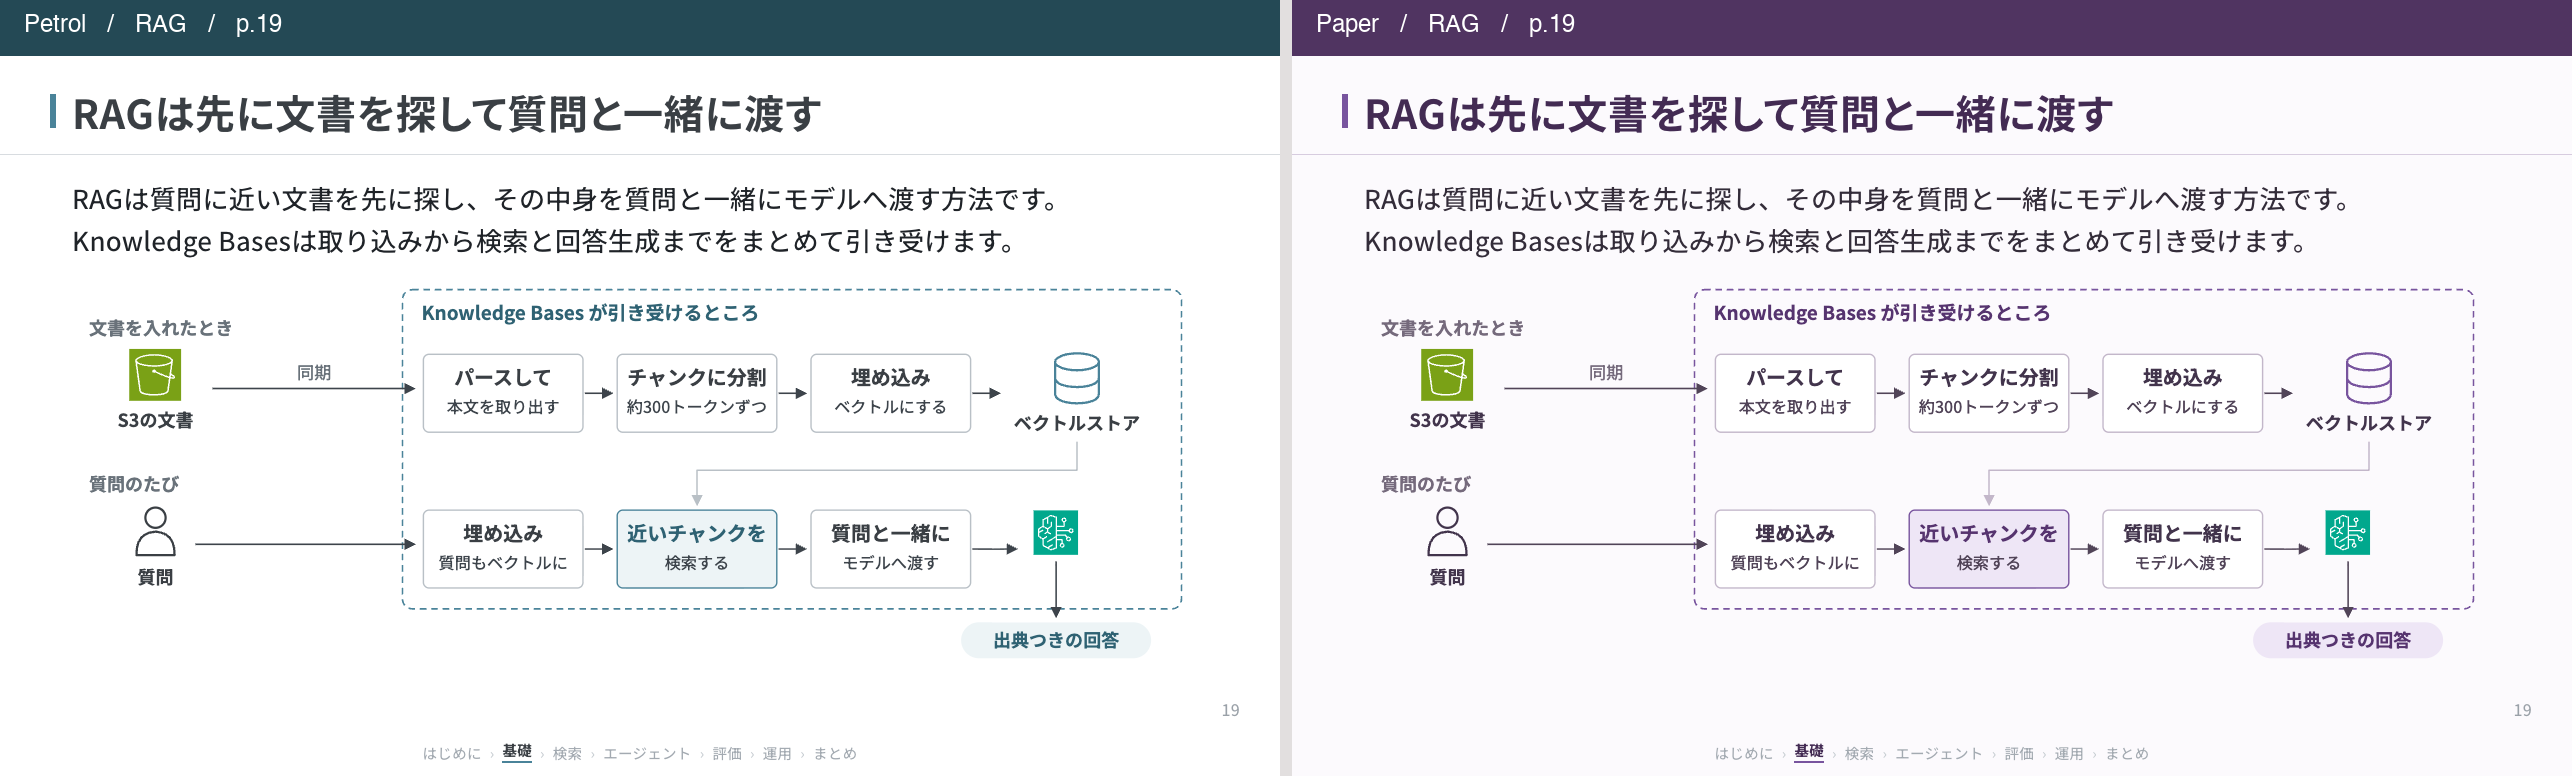 Petrol / RAG / p.19
RAGは先に文書を探して質問と一緒に渡す
RAGは質問に近い文書を先に探し、その中身を質問と一緒にモデルへ渡す方法です。
Knowledge Basesは取り込みから検索と回答生成までをまとめて引き受けます。
Knowledge Bases が引き受けるところ
文書を入れたとき
S3の文書
同期
パースして
本文を取り出す
チャンクに分割
約300トークンずつ
埋め込み
ベクトルにする
ベクトルストア
質問のたび
質問
埋め込み
質問もベクトルに
近いチャンクを
検索する
質問と一緒に
モデルへ渡す
出典つきの回答
19
はじめに › 基礎 › 検索 › エージェント › 評価 › 運用 › まとめ
Paper / RAG / p.19
RAGは先に文書を探して質問と一緒に渡す
RAGは質問に近い文書を先に探し、その中身を質問と一緒にモデルへ渡す方法です。
Knowledge Basesは取り込みから検索と回答生成までをまとめて引き受けます。
Knowledge Bases が引き受けるところ
文書を入れたとき
S3の文書
同期
パースして
本文を取り出す
チャンクに分割
約300トークンずつ
埋め込み
ベクトルにする
ベクトルストア
質問のたび
質問
埋め込み
質問もベクトルに
近いチャンクを
検索する
質問と一緒に
モデルへ渡す
出典つきの回答
19
はじめに › 基礎 › 検索 › エージェント › 評価 › 運用 › まとめ